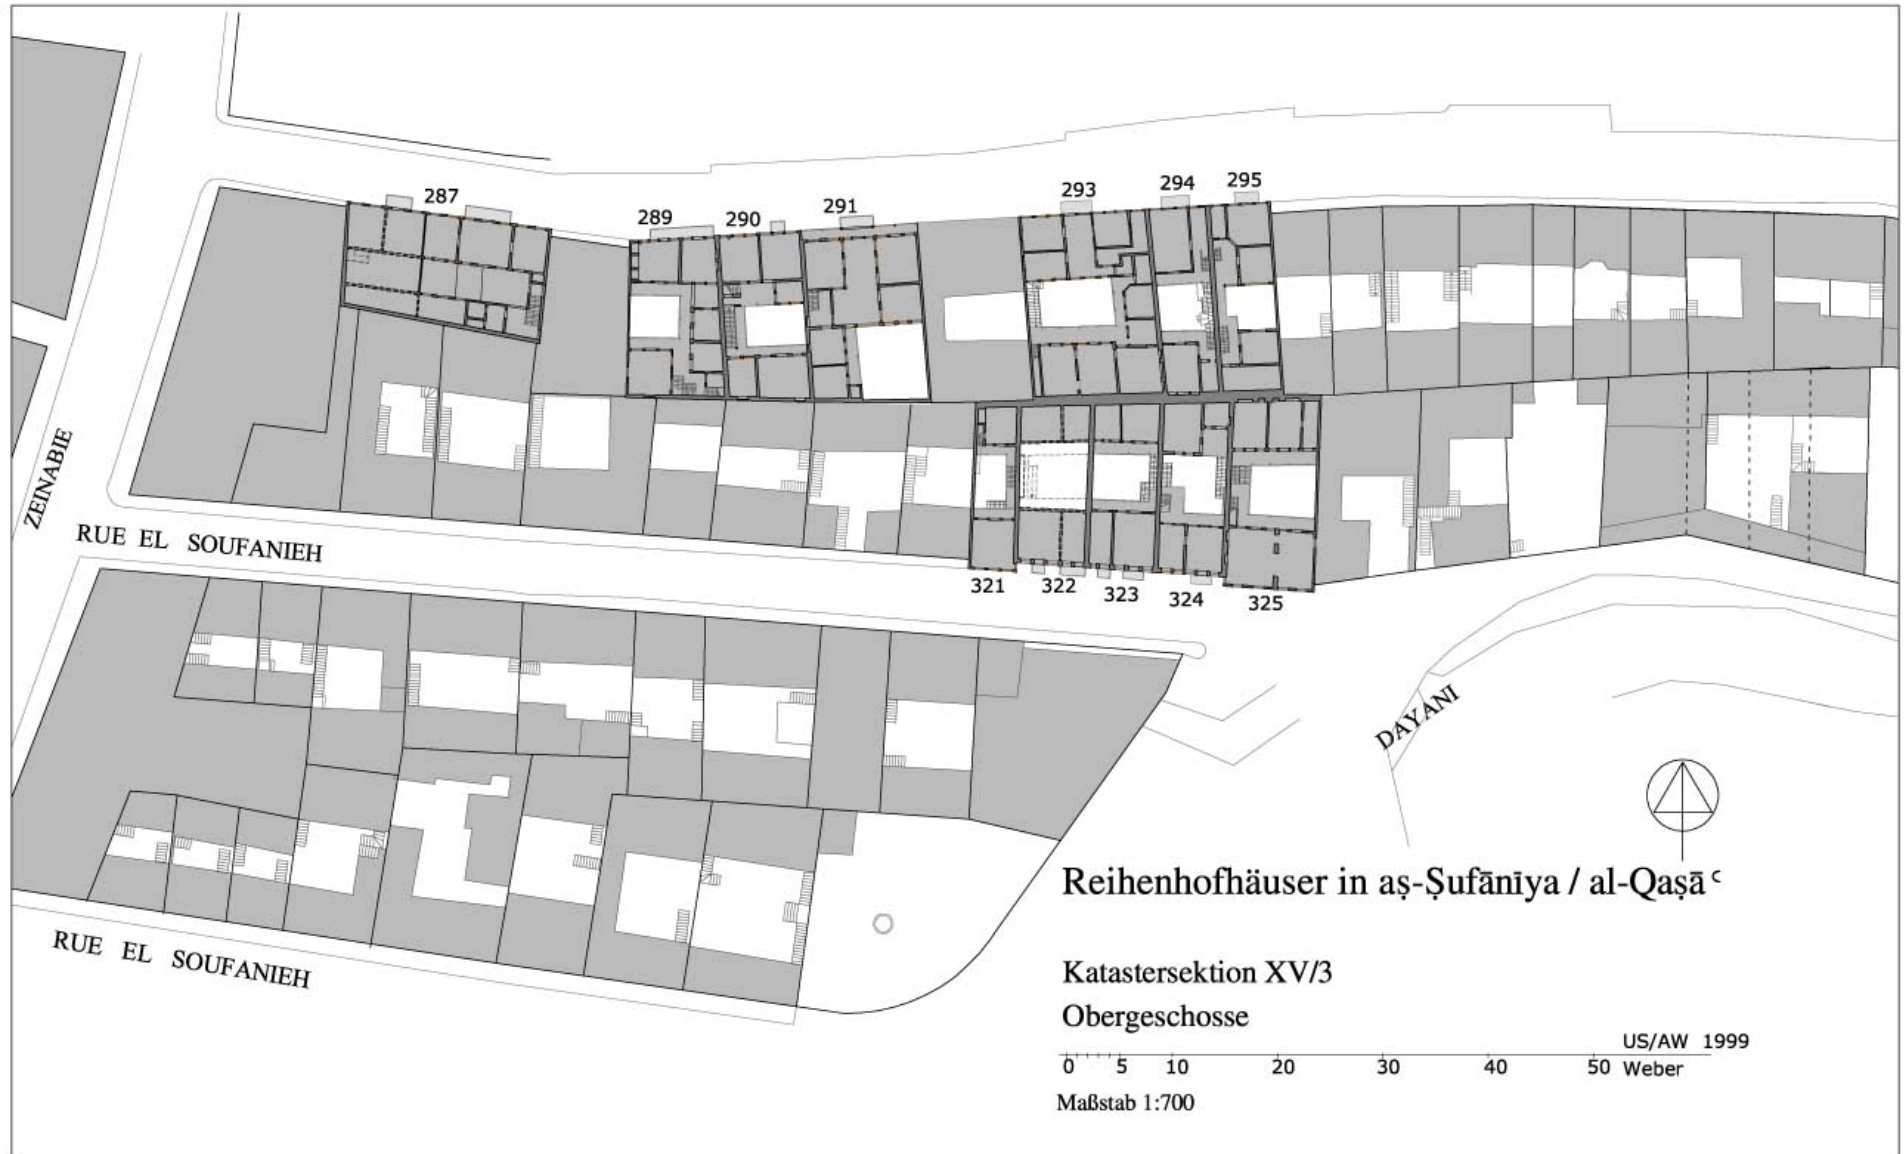 287
289
290
291
293
294
295
ZEINABIE
RUE EL SOUFANIEH
321
322
323
324
325
DAYANI
Reihenhofhäuser in aṣ-Ṣufānīya / al-Qaṣāʿ
RUE EL SOUFANIEH
Katastersektion XV/3
Obergeschosse
US/AW 1999
0 5 10 20 30 40 50 Weber
Maßstab 1:700